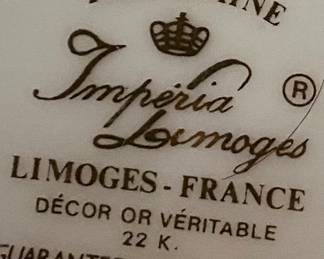 Impéria ®
Limoges
LIMOGES - FRANCE
DÉCOR OR VÉRITABLE
22 K.